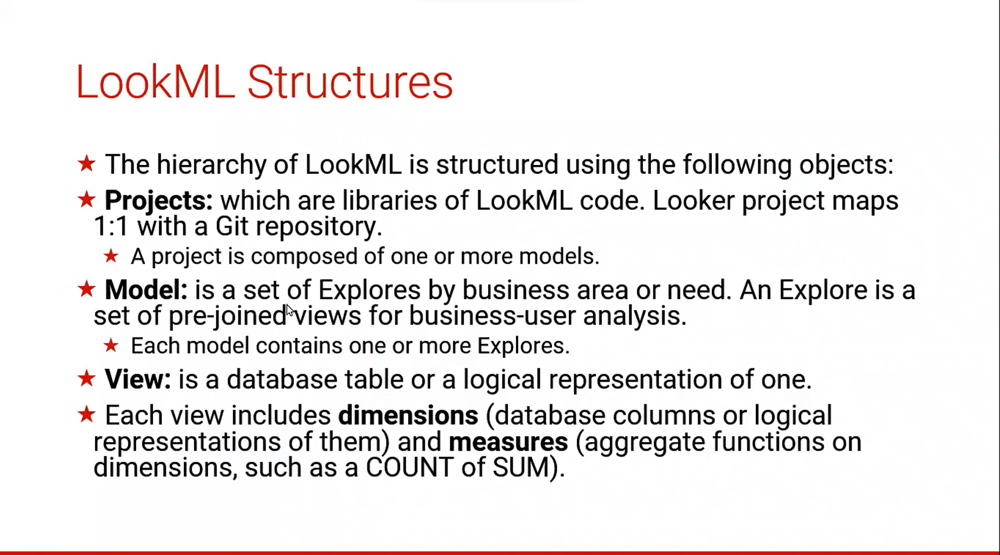 LookML Structures
★ The hierarchy of LookML is structured using the following objects:
★ Projects: which are libraries of LookML code. Looker project maps
1:1 with a Git repository.
★ A project is composed of one or more models.
★ Model: is a set of Explores by business area or need. An Explore is a
set of pre-joined views for business-user analysis.
★ Each model contains one or more Explores.
★ View: is a database table or a logical representation of one.
★ Each view includes dimensions (database columns or logical
representations of them) and measures (aggregate functions on
dimensions, such as a COUNT of SUM).